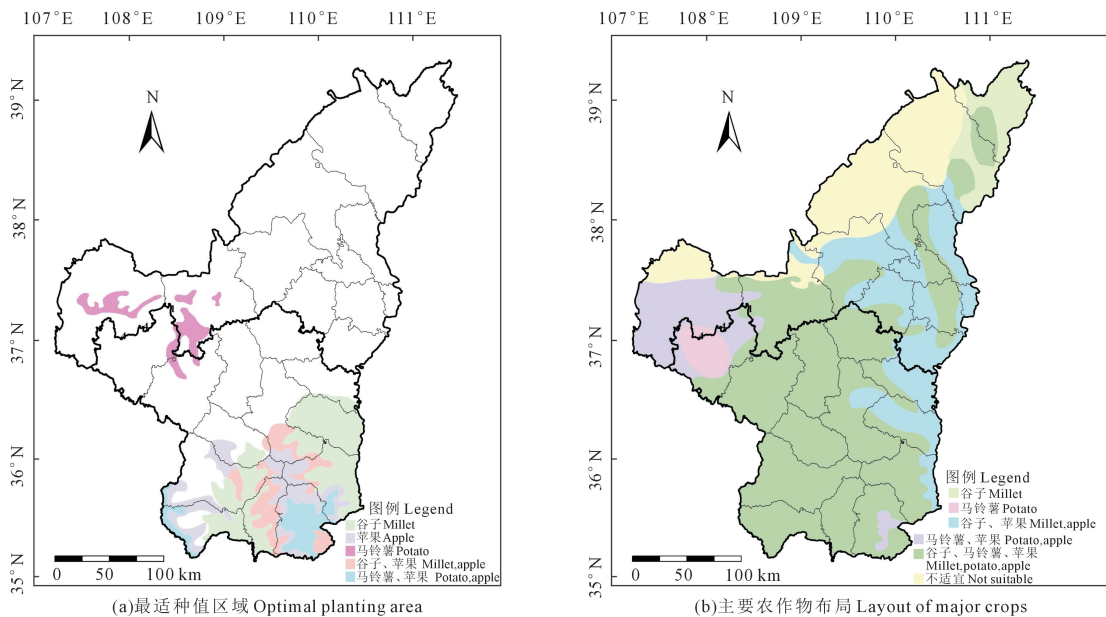 107°E 108°E 109°E 110°E 111°E
39°N
38°N
37°N
36°N
35°N
N
图例 Legend
谷子 Millet
苹果 Apple
马铃薯 Potato
谷子、苹果 Millet,apple
马铃薯、苹果 Potato,apple
0 50 100 km
(a)最适种值区域 Optimal planting area
107°E 108°E 109°E 110°E 111°E
39°N
38°N
37°N
36°N
35°N
N
图例 Legend
谷子 Millet
马铃薯 Potato
谷子、苹果 Millet,apple
马铃薯、苹果 Potato,apple
谷子、马铃薯、苹果
Millet,potato,apple
不适宜 Not suitable
0 50 100 km
(b)主要农作物布局 Layout of major crops